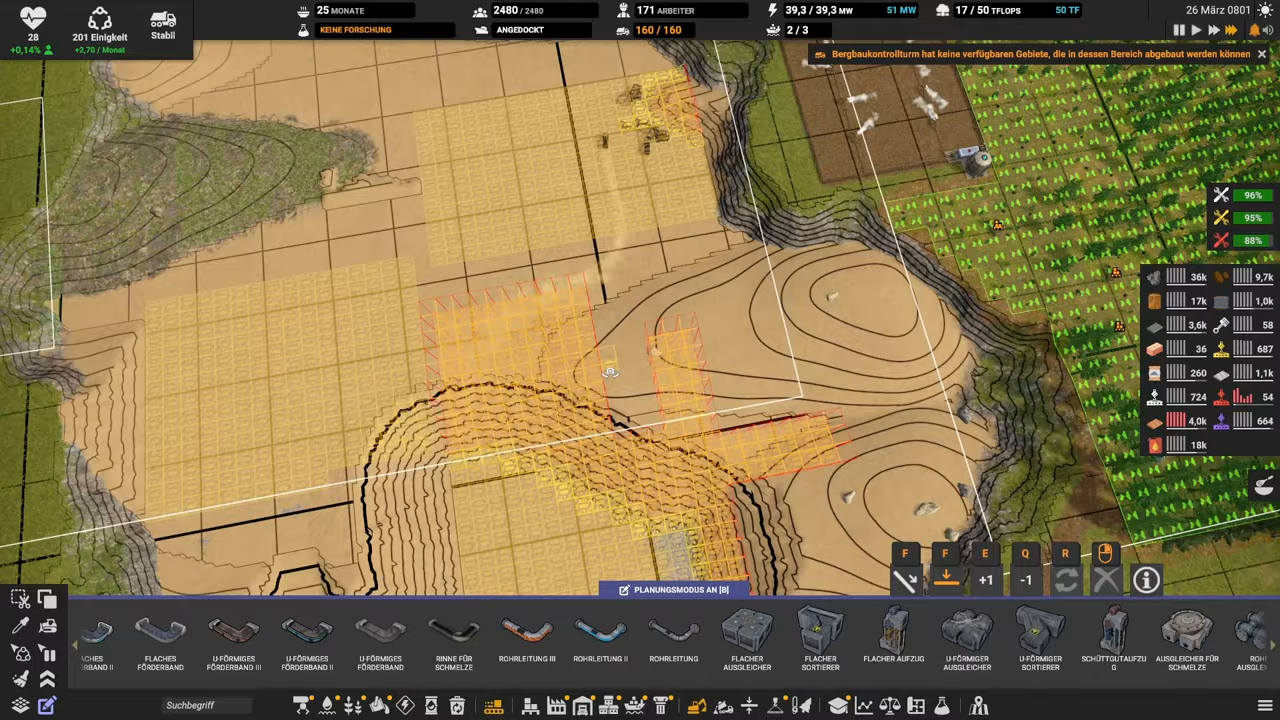 28
+0,14%
201 Einigkeit
+2,70 / Monat
Stabil
25 MONATE
KEINE FORSCHUNG
2480 / 2480
ANGEDOCKT
171 ARBEITER
160 / 160
39,3 / 39,3 MW
51 MW
2 / 3
17 / 50 TFLOPS
50 TF
26 März 0801
Bergbaukontrollturm hat keine verfügbaren Gebiete, die in dessen Bereich abgebaut werden können
96%
95%
88%
36k
9,7k
17k
1,0k
3,6k
58
36
687
260
1,1k
724
54
4,0k
664
18k
F
F
E
Q
R
+1
-1
PLANUNGSMODUS AN [B]
FLACHES FÖRDERBAND
U-FÖRMIGES FÖRDERBAND III
U-FÖRMIGES FÖRDERBAND II
U-FÖRMIGES FÖRDERBAND
RINNE FÜR SCHMELZE
ROHRLEITUNG III
ROHRLEITUNG II
ROHRLEITUNG
FLACHER AUSGLEICHER
FLACHER SORTIERER
FLACHER AUFZUG
U-FÖRMIGER AUSGLEICHER
U-FÖRMIGER SORTIERER
SCHÜTTGUTAUFZUG
AUSGLEICHER FÜR SCHMELZE
Suchbegriff